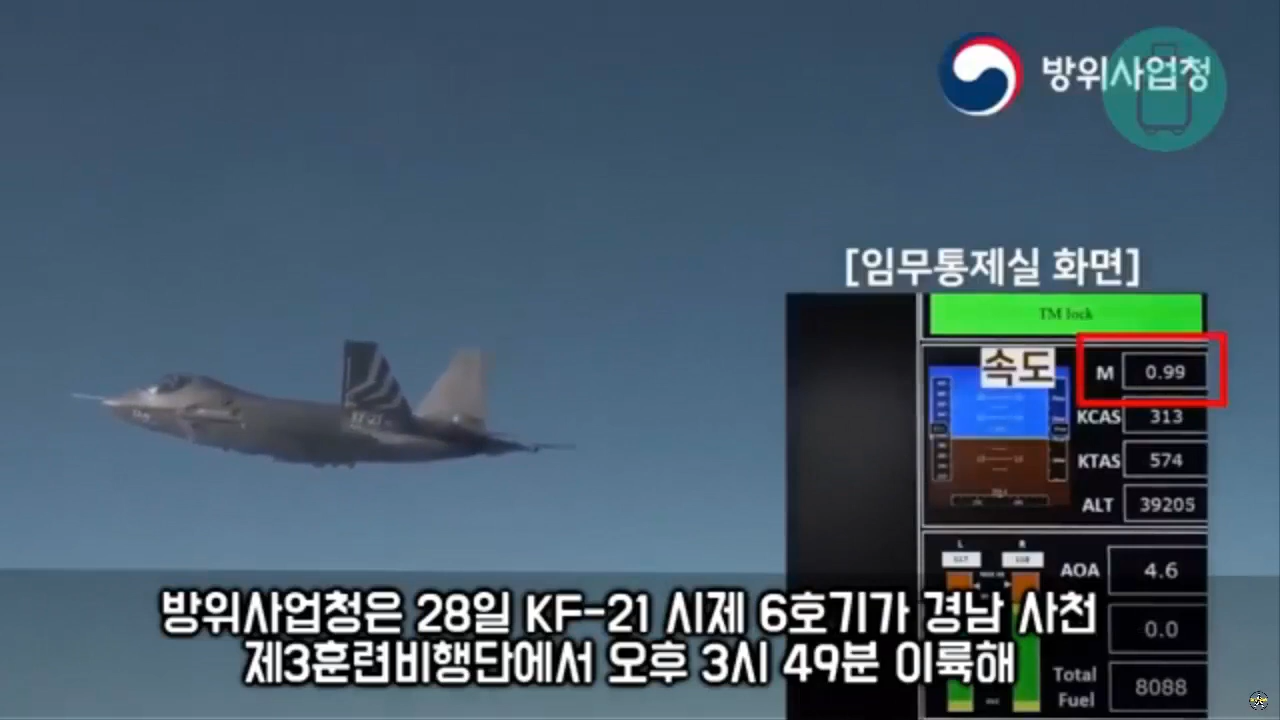 방위사업청
[임무통제실 화면]
TM lock
속도
M 0.99
KCAS 313
KTAS 574
ALT 39205
L R
AOA 4.6
0.0
Total
Fuel 8088
방위사업청은 28일 KF-21 시제 6호기가 경남 사천
제3훈련비행단에서 오후 3시 49분 이륙해